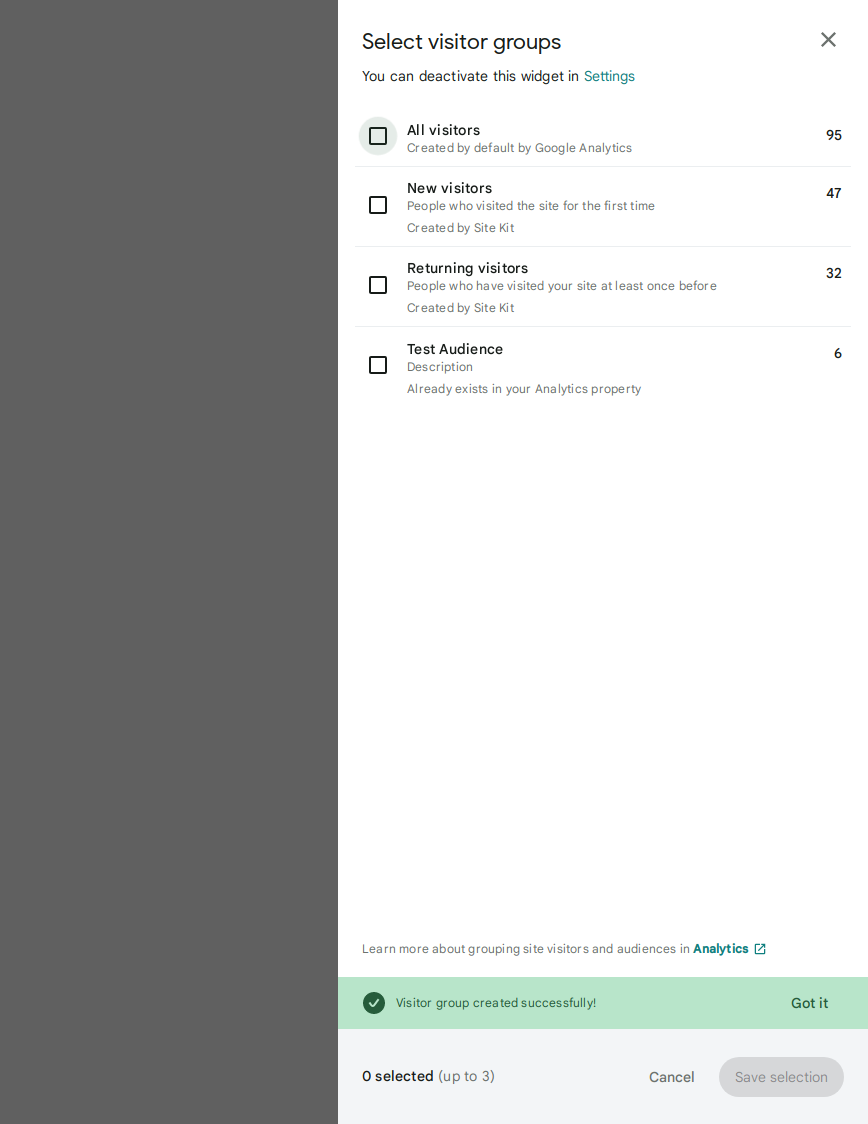 Select visitor groups
You can deactivate this widget in Settings
All visitors
95
Created by default by Google Analytics
New visitors
47
People who visited the site for the first time
Created by Site Kit
Returning visitors
32
People who have visited your site at least once before
Created by Site Kit
Test Audience
6
Description
Already exists in your Analytics property
Learn more about grouping site visitors and audiences in Analytics
Visitor group created successfully! Got it
0 selected (up to 3) Cancel Save selection